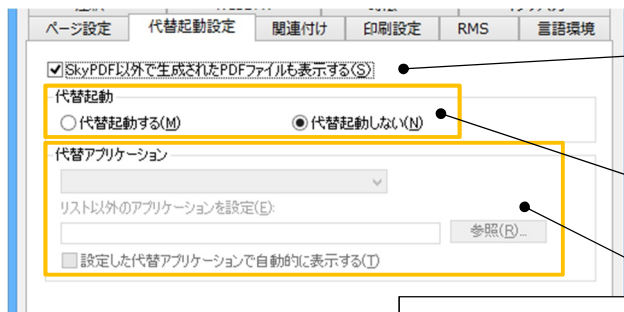 ページ設定 代替起動設定 関連付け 印刷設定 RMS 言語環境
SkyPDF以外で生成されたPDFファイルも表示する(S)
代替起動
代替起動する(M) 代替起動しない(N)
代替アプリケーション
リスト以外のアプリケーションを設定(E):
参照(R)...
設定した代替アプリケーションで自動的に表示する(T)